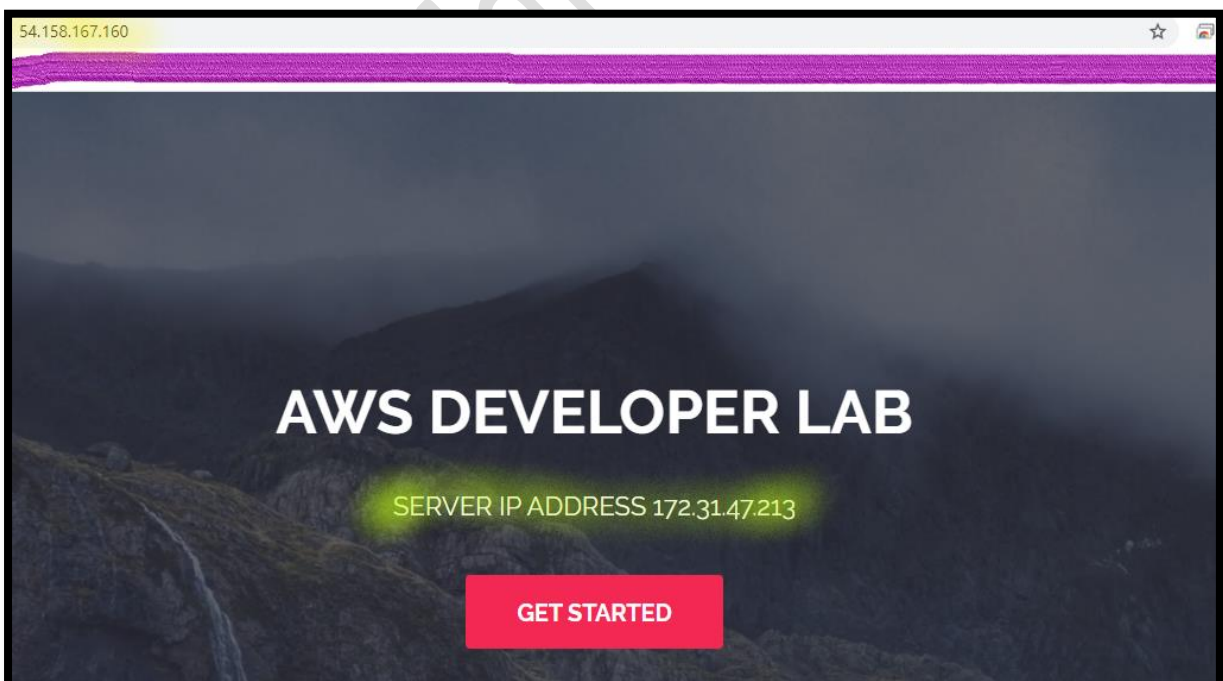 54.158.167.160
AWS DEVELOPER LAB
SERVER IP ADDRESS 172.31.47.213
GET STARTED